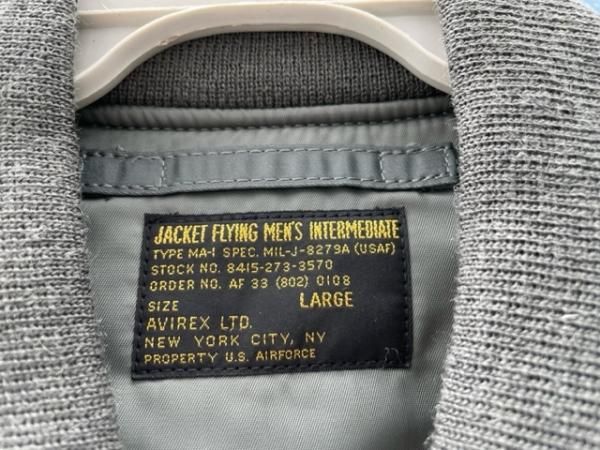 JACKET FLYING MEN'S INTERMEDIATE
TYPE MA-1 SPEC. MIL-J-8279A (USAF)
STOCK NO. 8415-273-3570
ORDER NO. AF 33 (802) 0108
SIZE LARGE
AVIREX LTD.
NEW YORK CITY, NY
PROPERTY U.S. AIRFORCE